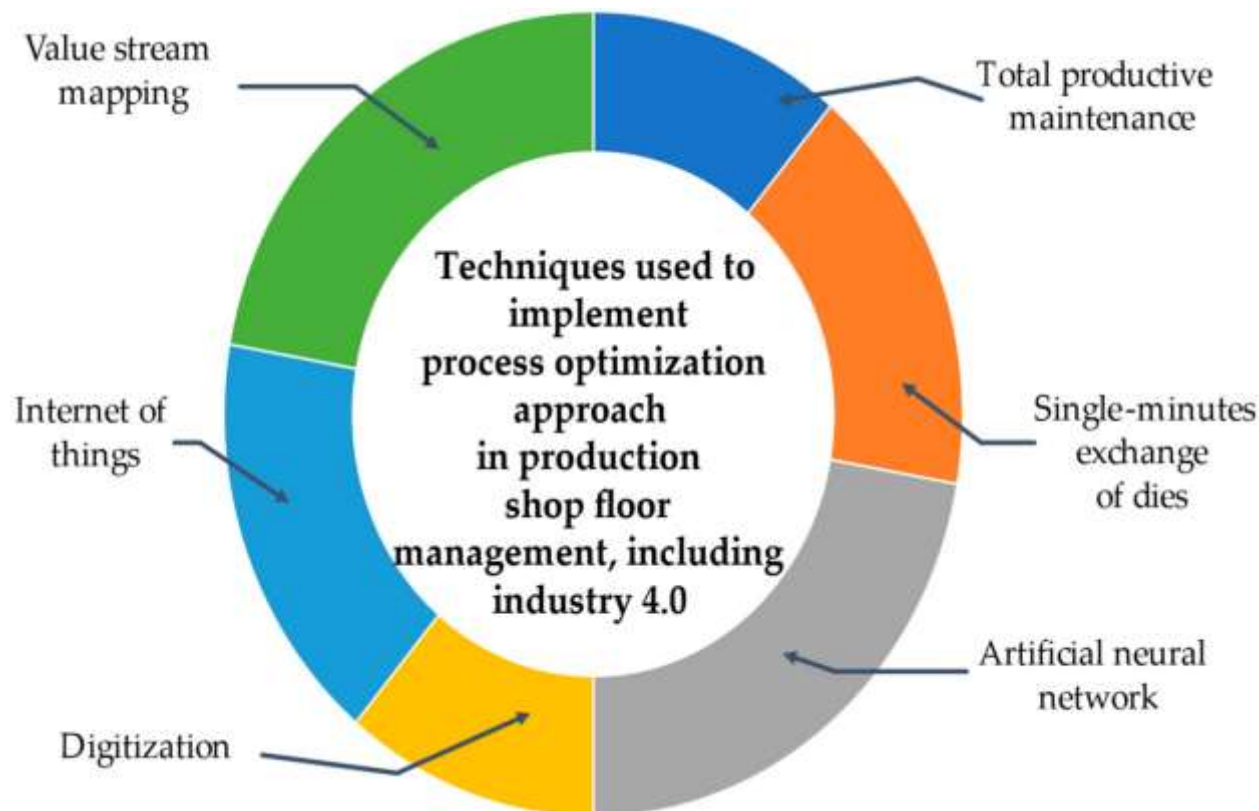 Value stream
mapping
Total productive
maintenance
Techniques used to
implement
process optimization
approach
in production
shop floor
management, including
industry 4.0
Internet of
things
Single-minutes
exchange
of dies
Artificial neural
network
Digitization